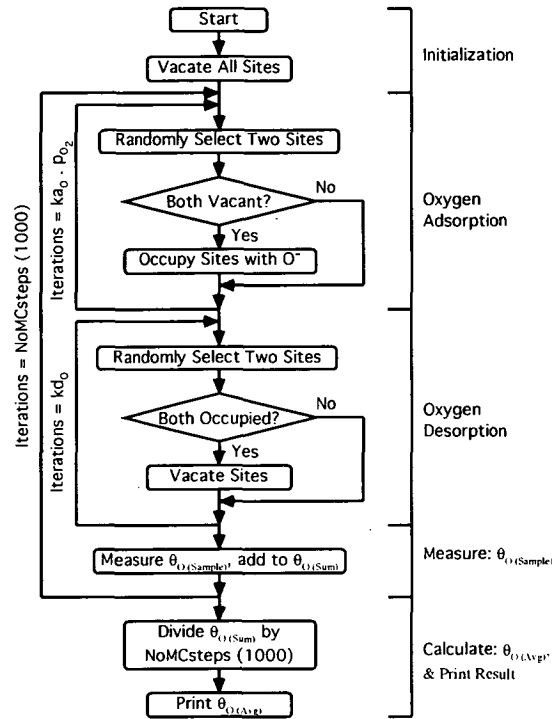 Start
Vacate All Sites
Initialization
Iterations = NoMCsteps (1000)
Iterations = ka₀ · p₀₂
Randomly Select Two Sites
Both Vacant?
No
Yes
Occupy Sites with O⁻
Oxygen
Adsorption
Iterations = kd₀
Randomly Select Two Sites
Both Occupied?
No
Yes
Vacate Sites
Oxygen
Desorption
Measure θO(Sample), add to θO(Sum)
Measure: θO(Sample)
Divide θO(Sum) by
NoMCsteps (1000)
Print θO(Avg)
Calculate: θO(Avg),
& Print Result